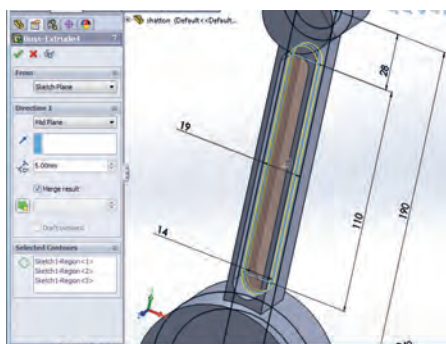 shatton (Default<<Default...
Boss-Extrude4 ?
From
Sketch Plane
Direction 1
Mid Plane
5.00mm
Merge result
Draft outward
Selected Contours
Sketch1-Region<1>
Sketch1-Region<2>
Sketch1-Region<3>
28
19
110
190
14